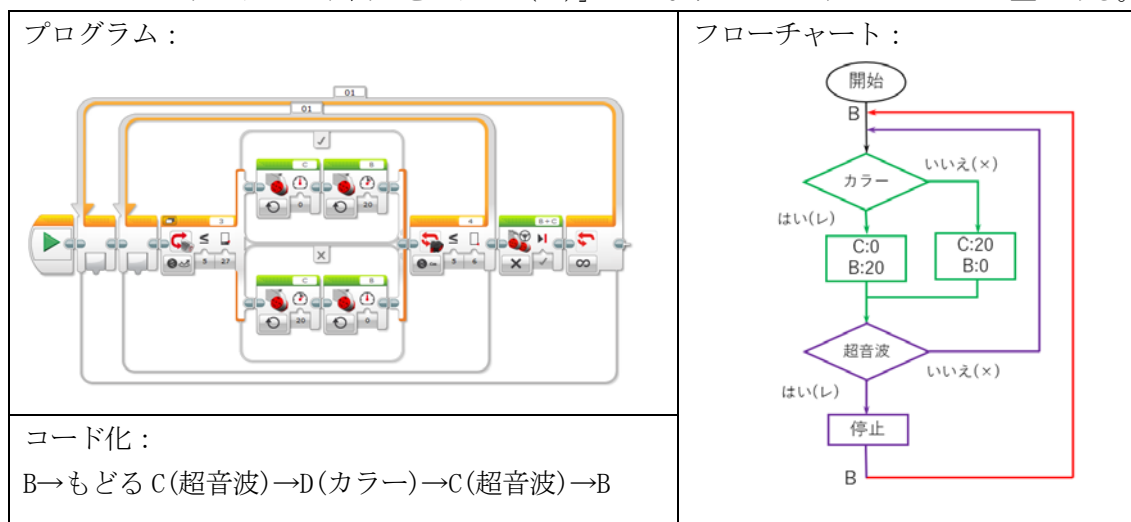 プログラム：
01
01
✓
C
B
0
20
3
≤
5
27
×
C
B
20
0
4
≤
5
6
B+C
コード化：
B→もどる C(超音波)→D(カラー)→C(超音波)→B
フローチャート：
開始
B
カラー
いいえ(×)
はい(レ)
C:0
B:20
C:20
B:0
超音波
いいえ(×)
はい(レ)
停止
B